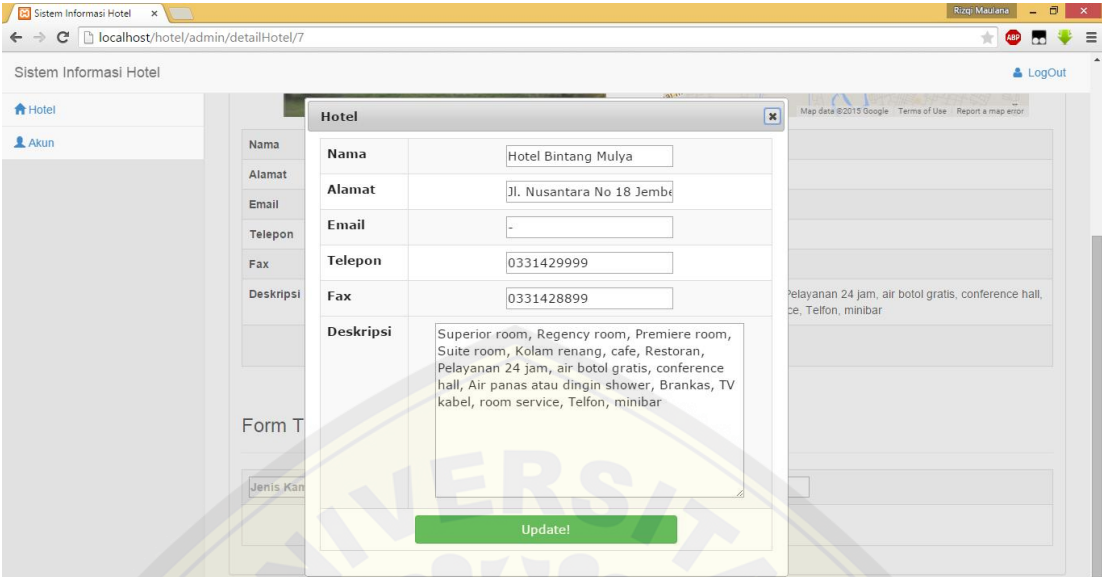 Sistem Informasi Hotel
Rizqi Maulana
localhost/hotel/admin/detailHotel/7
ABP
Sistem Informasi Hotel
LogOut
Hotel
Akun
Map data ©2015 Google Terms of Use Report a map error
Nama
Alamat
Email
Telepon
Fax
Deskripsi
Pelayanan 24 jam, air botol gratis, conference hall,
ce, Telfon, minibar
Hotel
Nama Hotel Bintang Mulya
Alamat Jl. Nusantara No 18 Jembe
Email -
Telepon 0331429999
Fax 0331428899
Deskripsi
Superior room, Regency room, Premiere room,
Suite room, Kolam renang, cafe, Restoran,
Pelayanan 24 jam, air botol gratis, conference
hall, Air panas atau dingin shower, Brankas, TV
kabel, room service, Telfon, minibar
Update!
Form T
Jenis Kan
IVERSITA